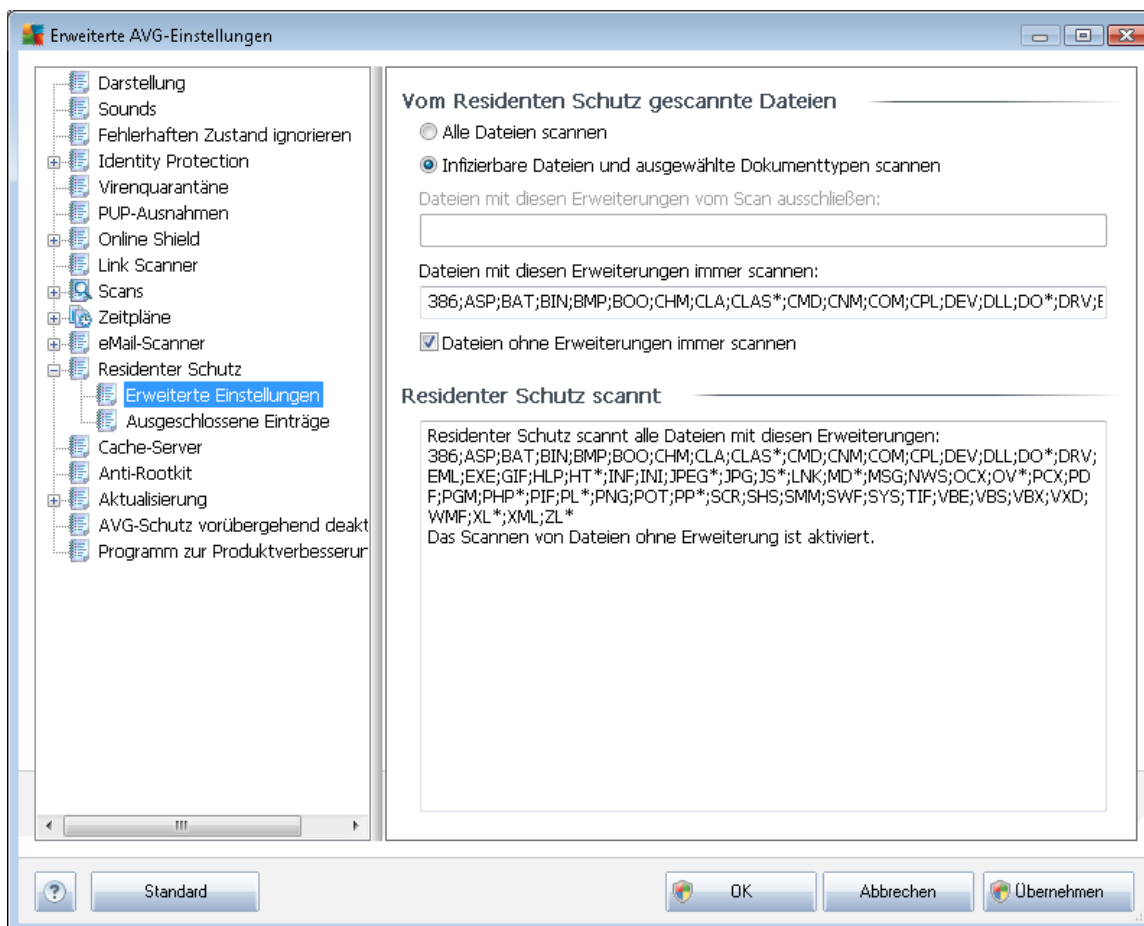 Erweiterte AVG-Einstellungen
Darstellung
Sounds
Fehlerhaften Zustand ignorieren
Identity Protection
Virenquarantäne
PUP-Ausnahmen
Online Shield
Link Scanner
Scans
Zeitpläne
eMail-Scanner
Residenter Schutz
Erweiterte Einstellungen
Ausgeschlossene Einträge
Cache-Server
Anti-Rootkit
Aktualisierung
AVG-Schutz vorübergehend deakt
Programm zur Produktverbesserur
Vom Residenten Schutz gescannte Dateien
Alle Dateien scannen
Infizierbare Dateien und ausgewählte Dokumenttypen scannen
Dateien mit diesen Erweiterungen vom Scan ausschließen:
Dateien mit diesen Erweiterungen immer scannen:
386;ASP;BAT;BIN;BMP;BOO;CHM;CLA;CLAS*;CMD;CNM;COM;CPL;DEV;DLL;DO*;DRV;E
Dateien ohne Erweiterungen immer scannen
Residenter Schutz scannt
Residenter Schutz scannt alle Dateien mit diesen Erweiterungen:
386;ASP;BAT;BIN;BMP;BOO;CHM;CLA;CLAS*;CMD;CNM;COM;CPL;DEV;DLL;DO*;DRV;
EML;EXE;GIF;HLP;HT*;INF;INI;JPEG*;JPG;JS*;LNK;MD*;MSG;NWS;OCX;OV*;PCX;PD
F;PGM;PHP*;PIF;PL*;PNG;POT;PP*;SCR;SHS;SMM;SWF;SYS;TIF;VBE;VBS;VBX;VXD;
WMF;XL*;XML;ZL*
Das Scannen von Dateien ohne Erweiterung ist aktiviert.
Standard
OK
Abbrechen
Übernehmen